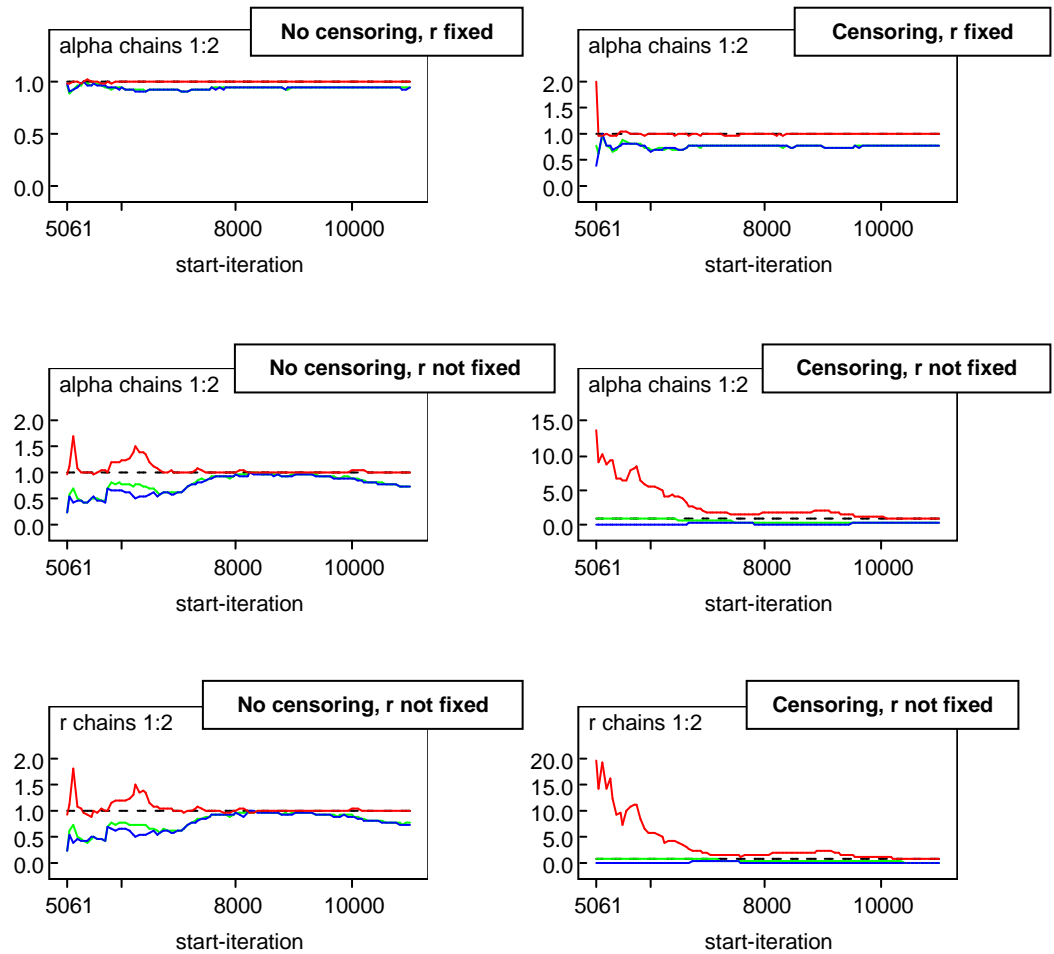 No censoring, r fixed
alpha chains 1:2
1.0
0.5
0.0
5061 8000 10000
start-iteration
Censoring, r fixed
alpha chains 1:2
2.0
1.5
1.0
0.5
0.0
5061 8000 10000
start-iteration
No censoring, r not fixed
alpha chains 1:2
2.0
1.5
1.0
0.5
0.0
5061 8000 10000
start-iteration
Censoring, r not fixed
alpha chains 1:2
15.0
10.0
5.0
0.0
5061 8000 10000
start-iteration
No censoring, r not fixed
r chains 1:2
2.0
1.5
1.0
0.5
0.0
5061 8000 10000
start-iteration
Censoring, r not fixed
r chains 1:2
20.0
15.0
10.0
5.0
0.0
5061 8000 10000
start-iteration